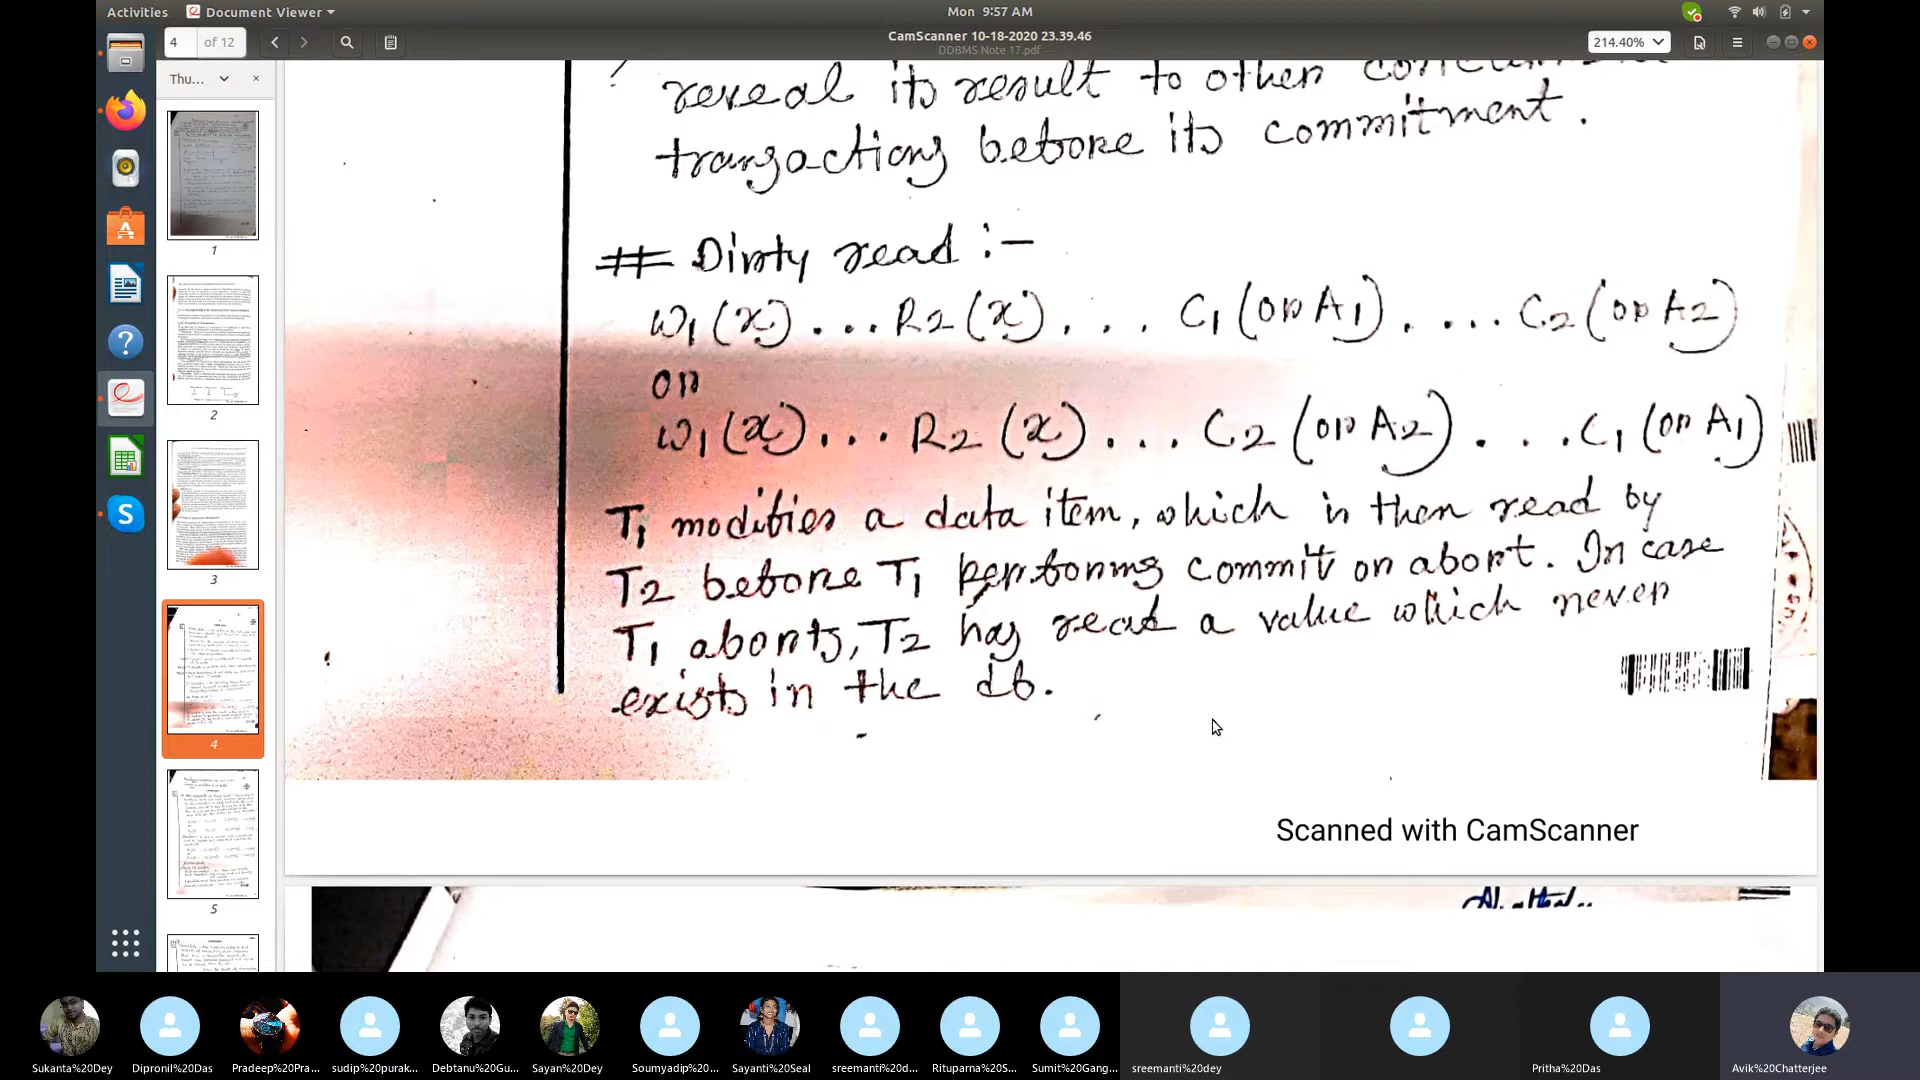 Activities
Document Viewer
Mon 9:57 AM
4 of 12
CamScanner 10-18-2020 23.39.46
DDBMS Note 17.pdf
214.40%
Thu...
1
2
3
4
5
reveal its result to other
transactions before its commitment.
## Dirty read :-
W1(x) ... R2(x) ... C1(or A1) .... C2(or A2)
or
W1(x) ... R2(x) ... C2(or A2) ... C1(or A1)
T1 modifies a data item, which is then read by
T2 before T1 performing commit or abort. In case
T1 aborts, T2 has read a value which never
exists in the db.
Scanned with CamScanner
Sukanta%20Dey
Dipronil%20Das
Pradeep%20Pra...
sudip%20purak...
Debtanu%20Gu...
Sayan%20Dey
Soumyadip%20...
Sayanti%20Seal
sreemanti%20d...
Rituparna%20S...
Sumit%20Gang...
sreemanti%20dey
Pritha%20Das
Avik%20Chatterjee